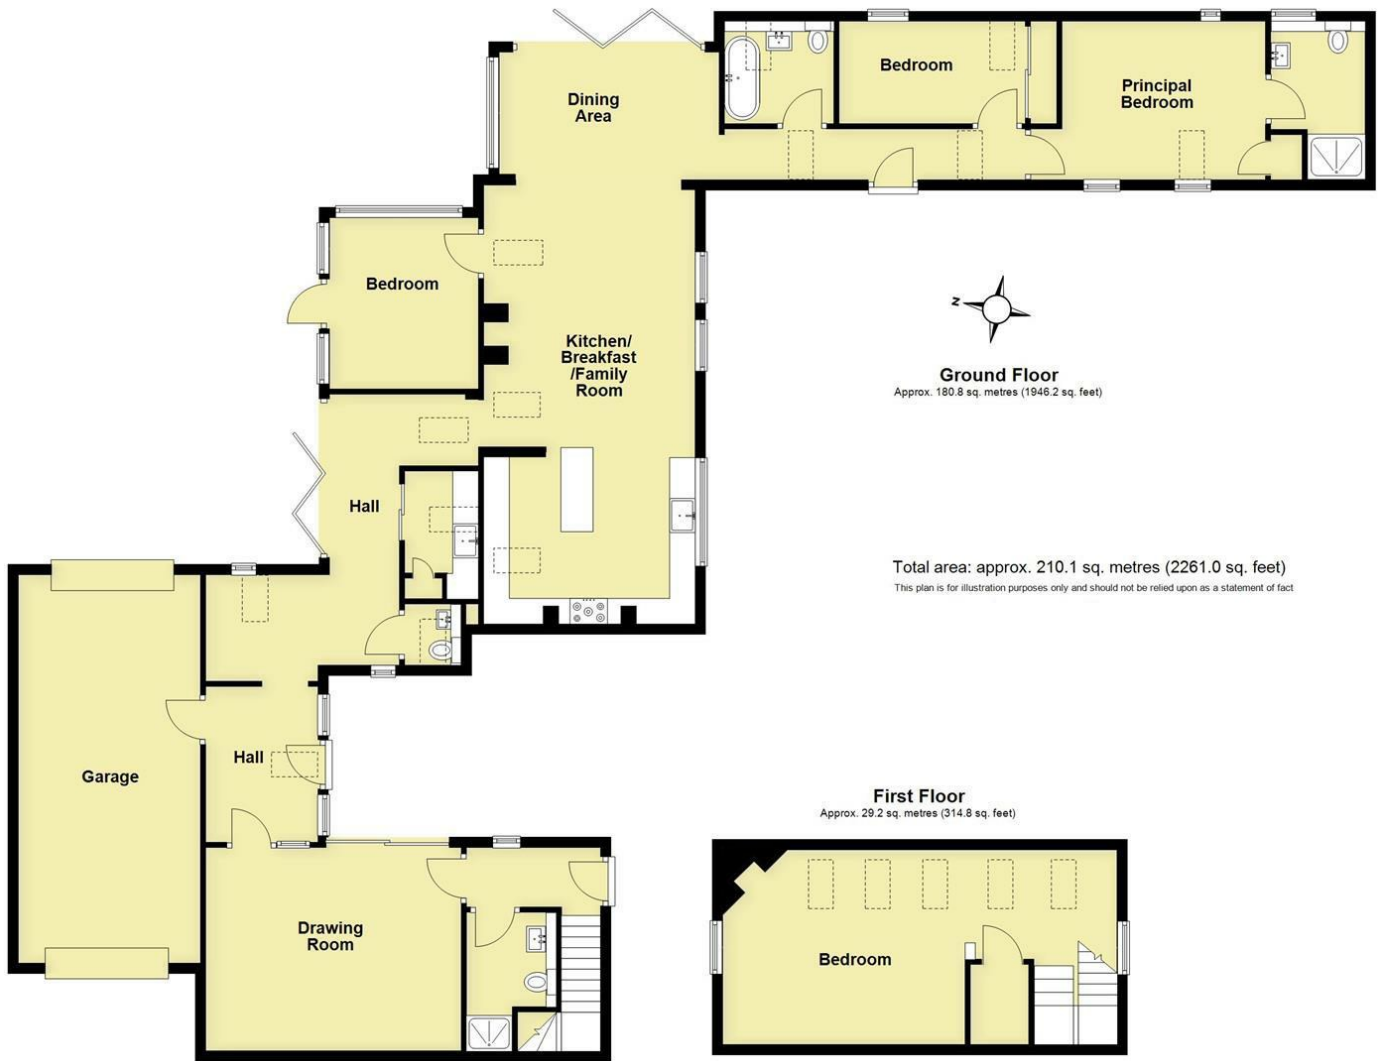 Dining
Area
Bedroom
Principal
Bedroom
Bedroom
Kitchen/
Breakfast
/Family
Room
N
Ground Floor
Approx. 180.8 sq. metres (1946.2 sq. feet)
Hall
Total area: approx. 210.1 sq. metres (2261.0 sq. feet)
This plan is for illustration purposes only and should not be relied upon as a statement of fact
Garage
Hall
First Floor
Approx. 29.2 sq. metres (314.8 sq. feet)
Drawing
Room
Bedroom